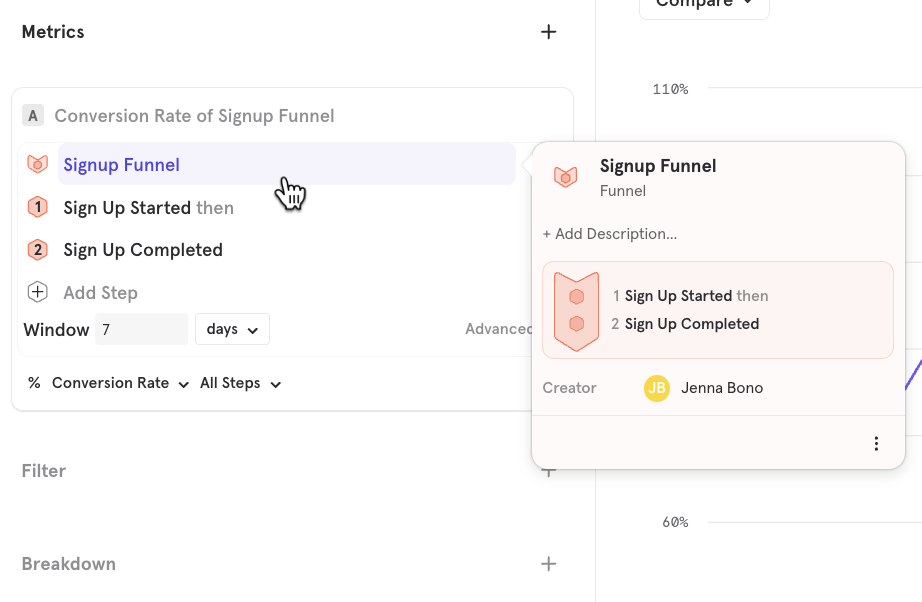 Metrics
A Conversion Rate of Signup Funnel
Signup Funnel
1 Sign Up Started then
2 Sign Up Completed
Add Step
Window 7 days
Advanced
% Conversion Rate All Steps
Filter
Breakdown
Compare
110%
60%
Signup Funnel
Funnel
+ Add Description...
1 Sign Up Started then
2 Sign Up Completed
Creator JB Jenna Bono